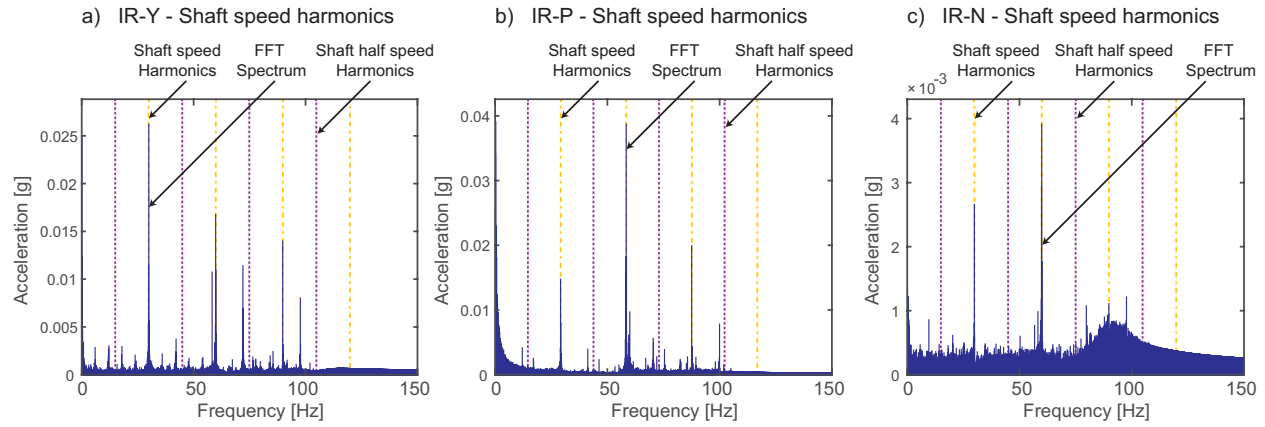 a) IR-Y - Shaft speed harmonics
Shaft speed
Harmonics
FFT
Spectrum
Shaft half speed
Harmonics
0.025
0.02
0.015
0.01
0.005
0
Acceleration [g]
0
50
100
150
Frequency [Hz]
b) IR-P - Shaft speed harmonics
Shaft speed
Harmonics
FFT
Spectrum
Shaft half speed
Harmonics
0.04
0.03
0.02
0.01
0
Acceleration [g]
0
50
100
150
Frequency [Hz]
c) IR-N - Shaft speed harmonics
Shaft speed
Harmonics
Shaft half speed
Harmonics
FFT
Spectrum
× 10⁻³
4
3
2
1
0
Acceleration [g]
0
50
100
150
Frequency [Hz]